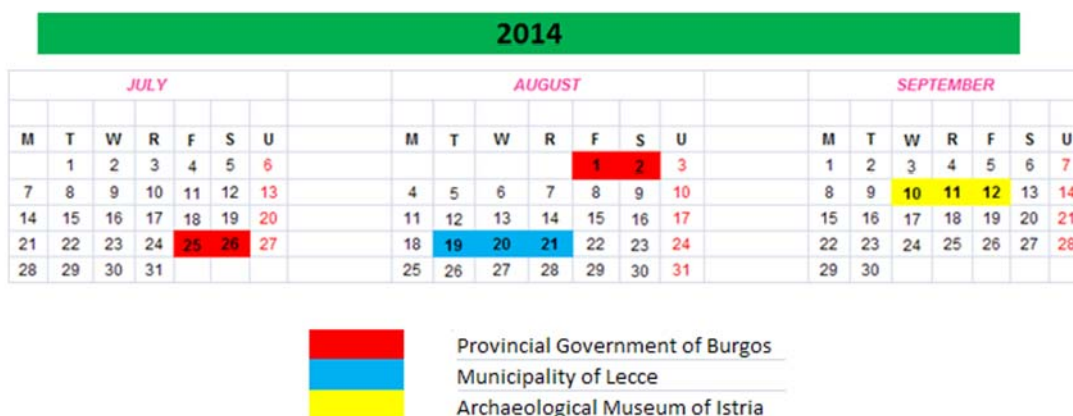 2014
JULY AUGUST SEPTEMBER
M T W R F S U M T W R F S U M T W R F S U
1 2 3 4 5 6 1 2 3 1 2 3 4 5 6 7
7 8 9 10 11 12 13 4 5 6 7 8 9 10 8 9 10 11 12 13 14
14 15 16 17 18 19 20 11 12 13 14 15 16 17 15 16 17 18 19 20 21
21 22 23 24 25 26 27 18 19 20 21 22 23 24 22 23 24 25 26 27 28
28 29 30 31 25 26 27 28 29 30 31 29 30
Provincial Government of Burgos
Municipality of Lecce
Archaeological Museum of Istria